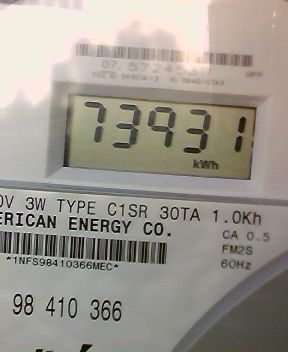 73931
kWh
3W TYPE C1SR 30TA 1.0Kh
ERICAN ENERGY CO.
CA 0.5
FM2S
*1NFS98410366MEC*
60Hz
98 410 366